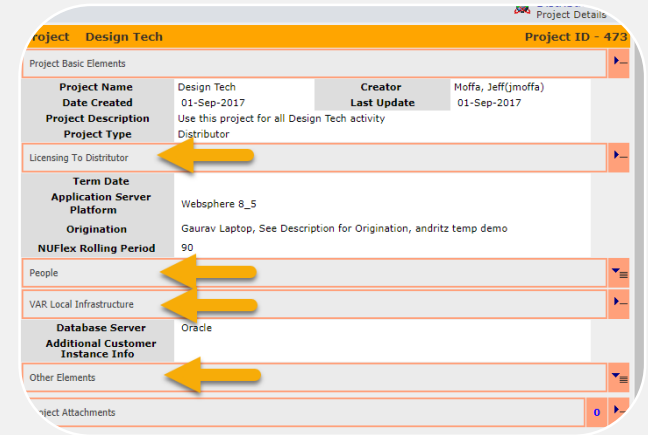 Project Details
Project Design Tech Project ID - 473
Project Basic Elements
Project Name Design Tech Creator Moffa, Jeff(jmoffa)
Date Created 01-Sep-2017 Last Update 01-Sep-2017
Project Description Use this project for all Design Tech activity
Project Type Distributor
Licensing To Distritutor
Term Date
Application Server
Platform Websphere 8_5
Origination Gaurav Laptop, See Description for Origination, andritz temp demo
NUFlex Rolling Period 90
People
VAR Local Infrastructure
Database Server Oracle
Additional Customer
Instance Info
Other Elements
Project Attachments 0